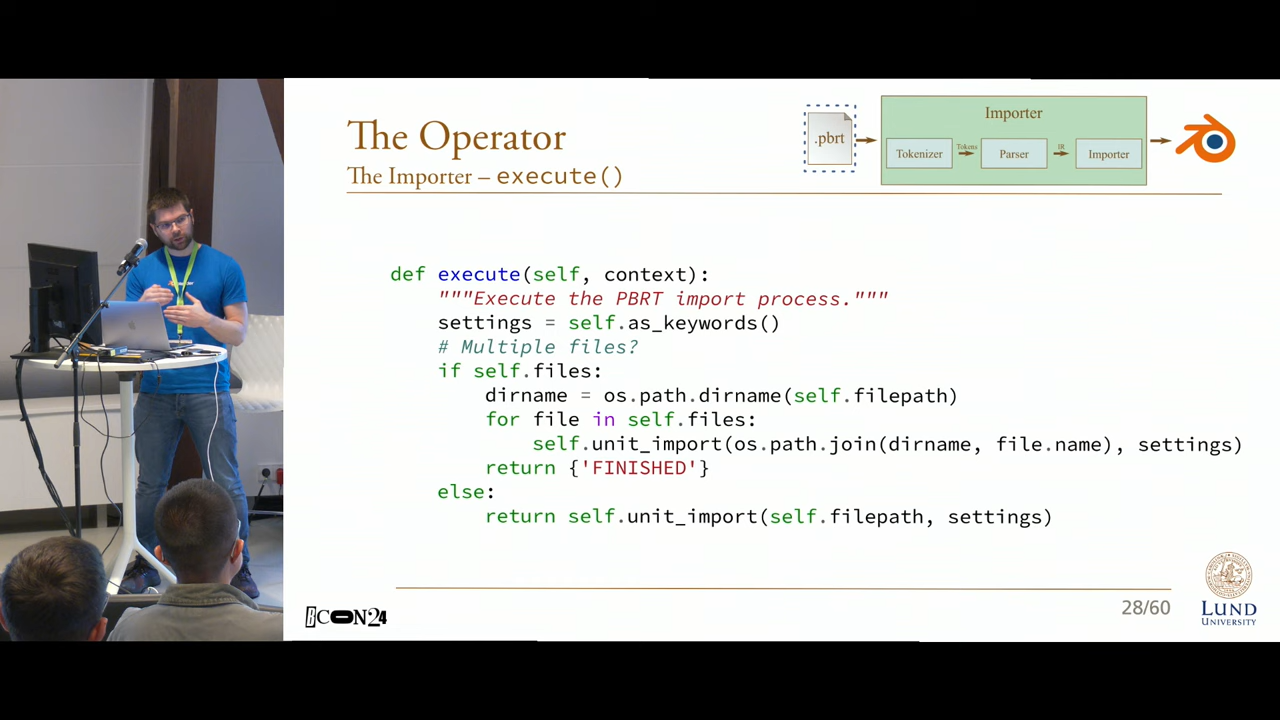 The Operator
The Importer – execute()
.pbrt
Importer
Tokenizer
Tokens
Parser
IR
Importer
def execute(self, context):
"""Execute the PBRT import process."""
settings = self.as_keywords()
# Multiple files?
if self.files:
dirname = os.path.dirname(self.filepath)
for file in self.files:
self.unit_import(os.path.join(dirname, file.name), settings)
return {'FINISHED'}
else:
return self.unit_import(self.filepath, settings)
BCON24
28/60
LUND
UNIVERSITY